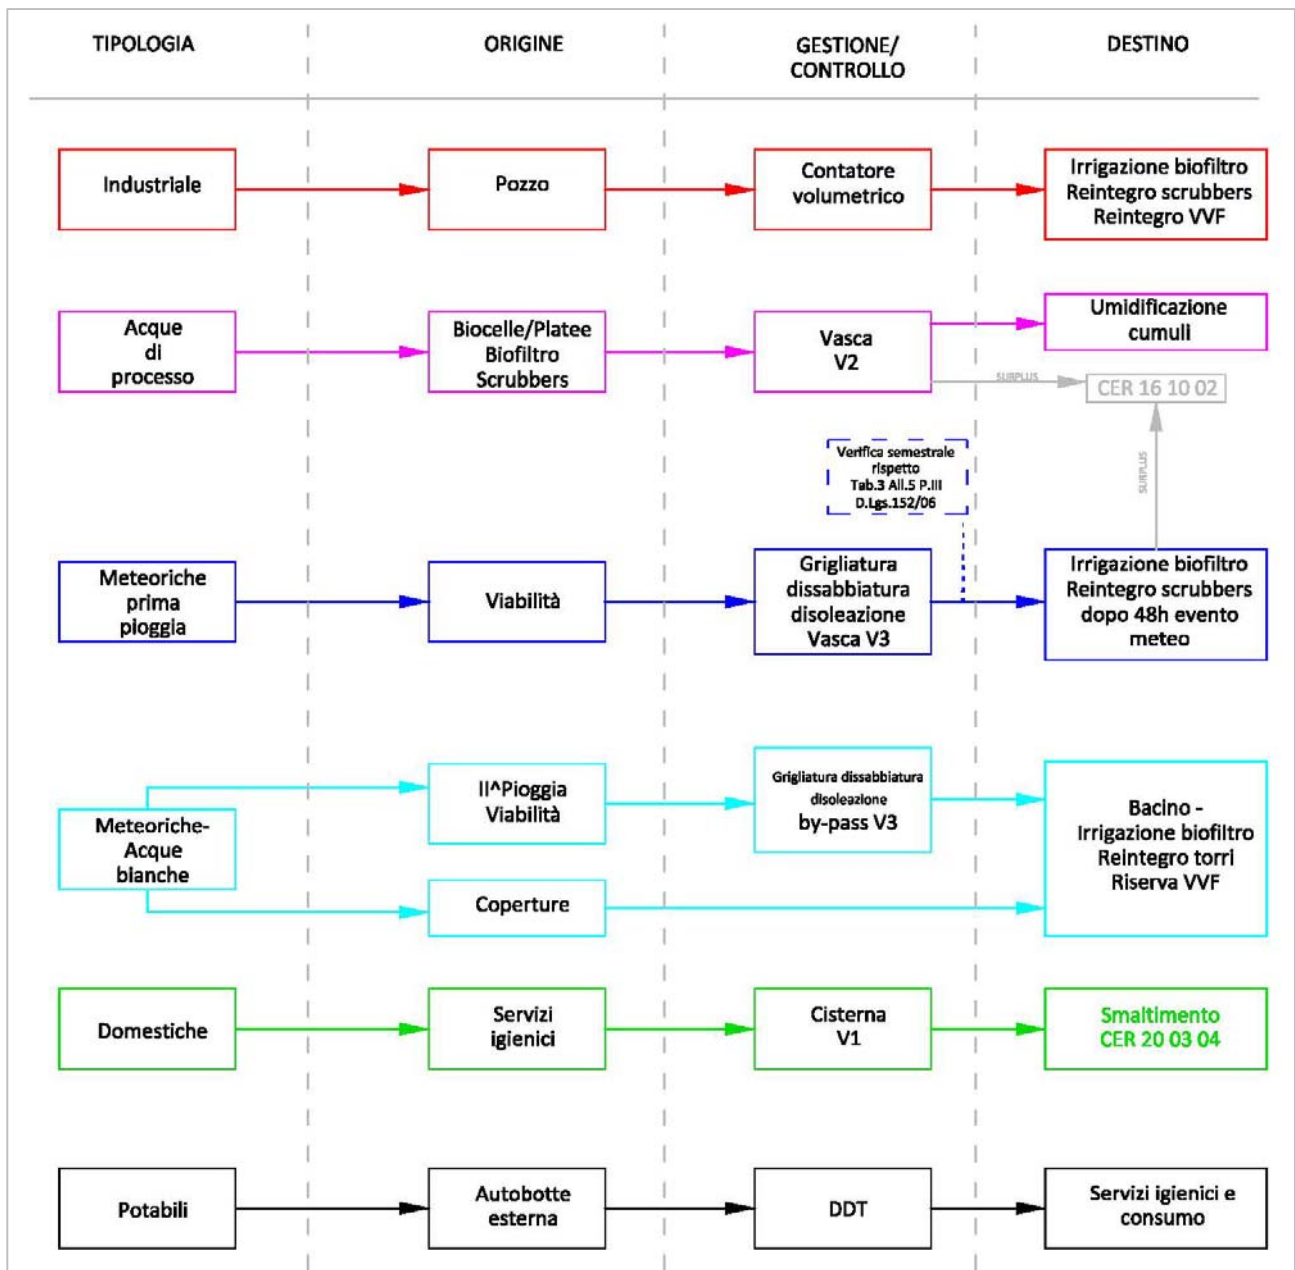 TIPOLOGIA
ORIGINE
GESTIONE/
CONTROLLO
DESTINO
Industriale
Pozzo
Contatore
volumetrico
Irrigazione biofiltro
Reintegro scrubbers
Reintegro VVF
Acque
di
processo
Biocelle/Platee
Biofiltro
Scrubbers
Vasca
V2
Umidificazione
cumuli
SURPLUS
CER 16 10 02
SURPLUS
Verifica semestrale
rispetto
Tab.3 All.5 P.III
D.Lgs.152/06
Meteoriche
prima
pioggia
Viabilità
Grigliatura
dissabbiatura
disoleazione
Vasca V3
Irrigazione biofiltro
Reintegro scrubbers
dopo 48h evento
meteo
Meteoriche-
Acque
bianche
II^Pioggia
Viabilità
Grigliatura dissabbiatura
disoleazione
by-pass V3
Coperture
Bacino -
Irrigazione biofiltro
Reintegro torri
Riserva VVF
Domestiche
Servizi
igienici
Cisterna
V1
Smaltimento
CER 20 03 04
Potabili
Autobotte
esterna
DDT
Servizi igienici e
consumo